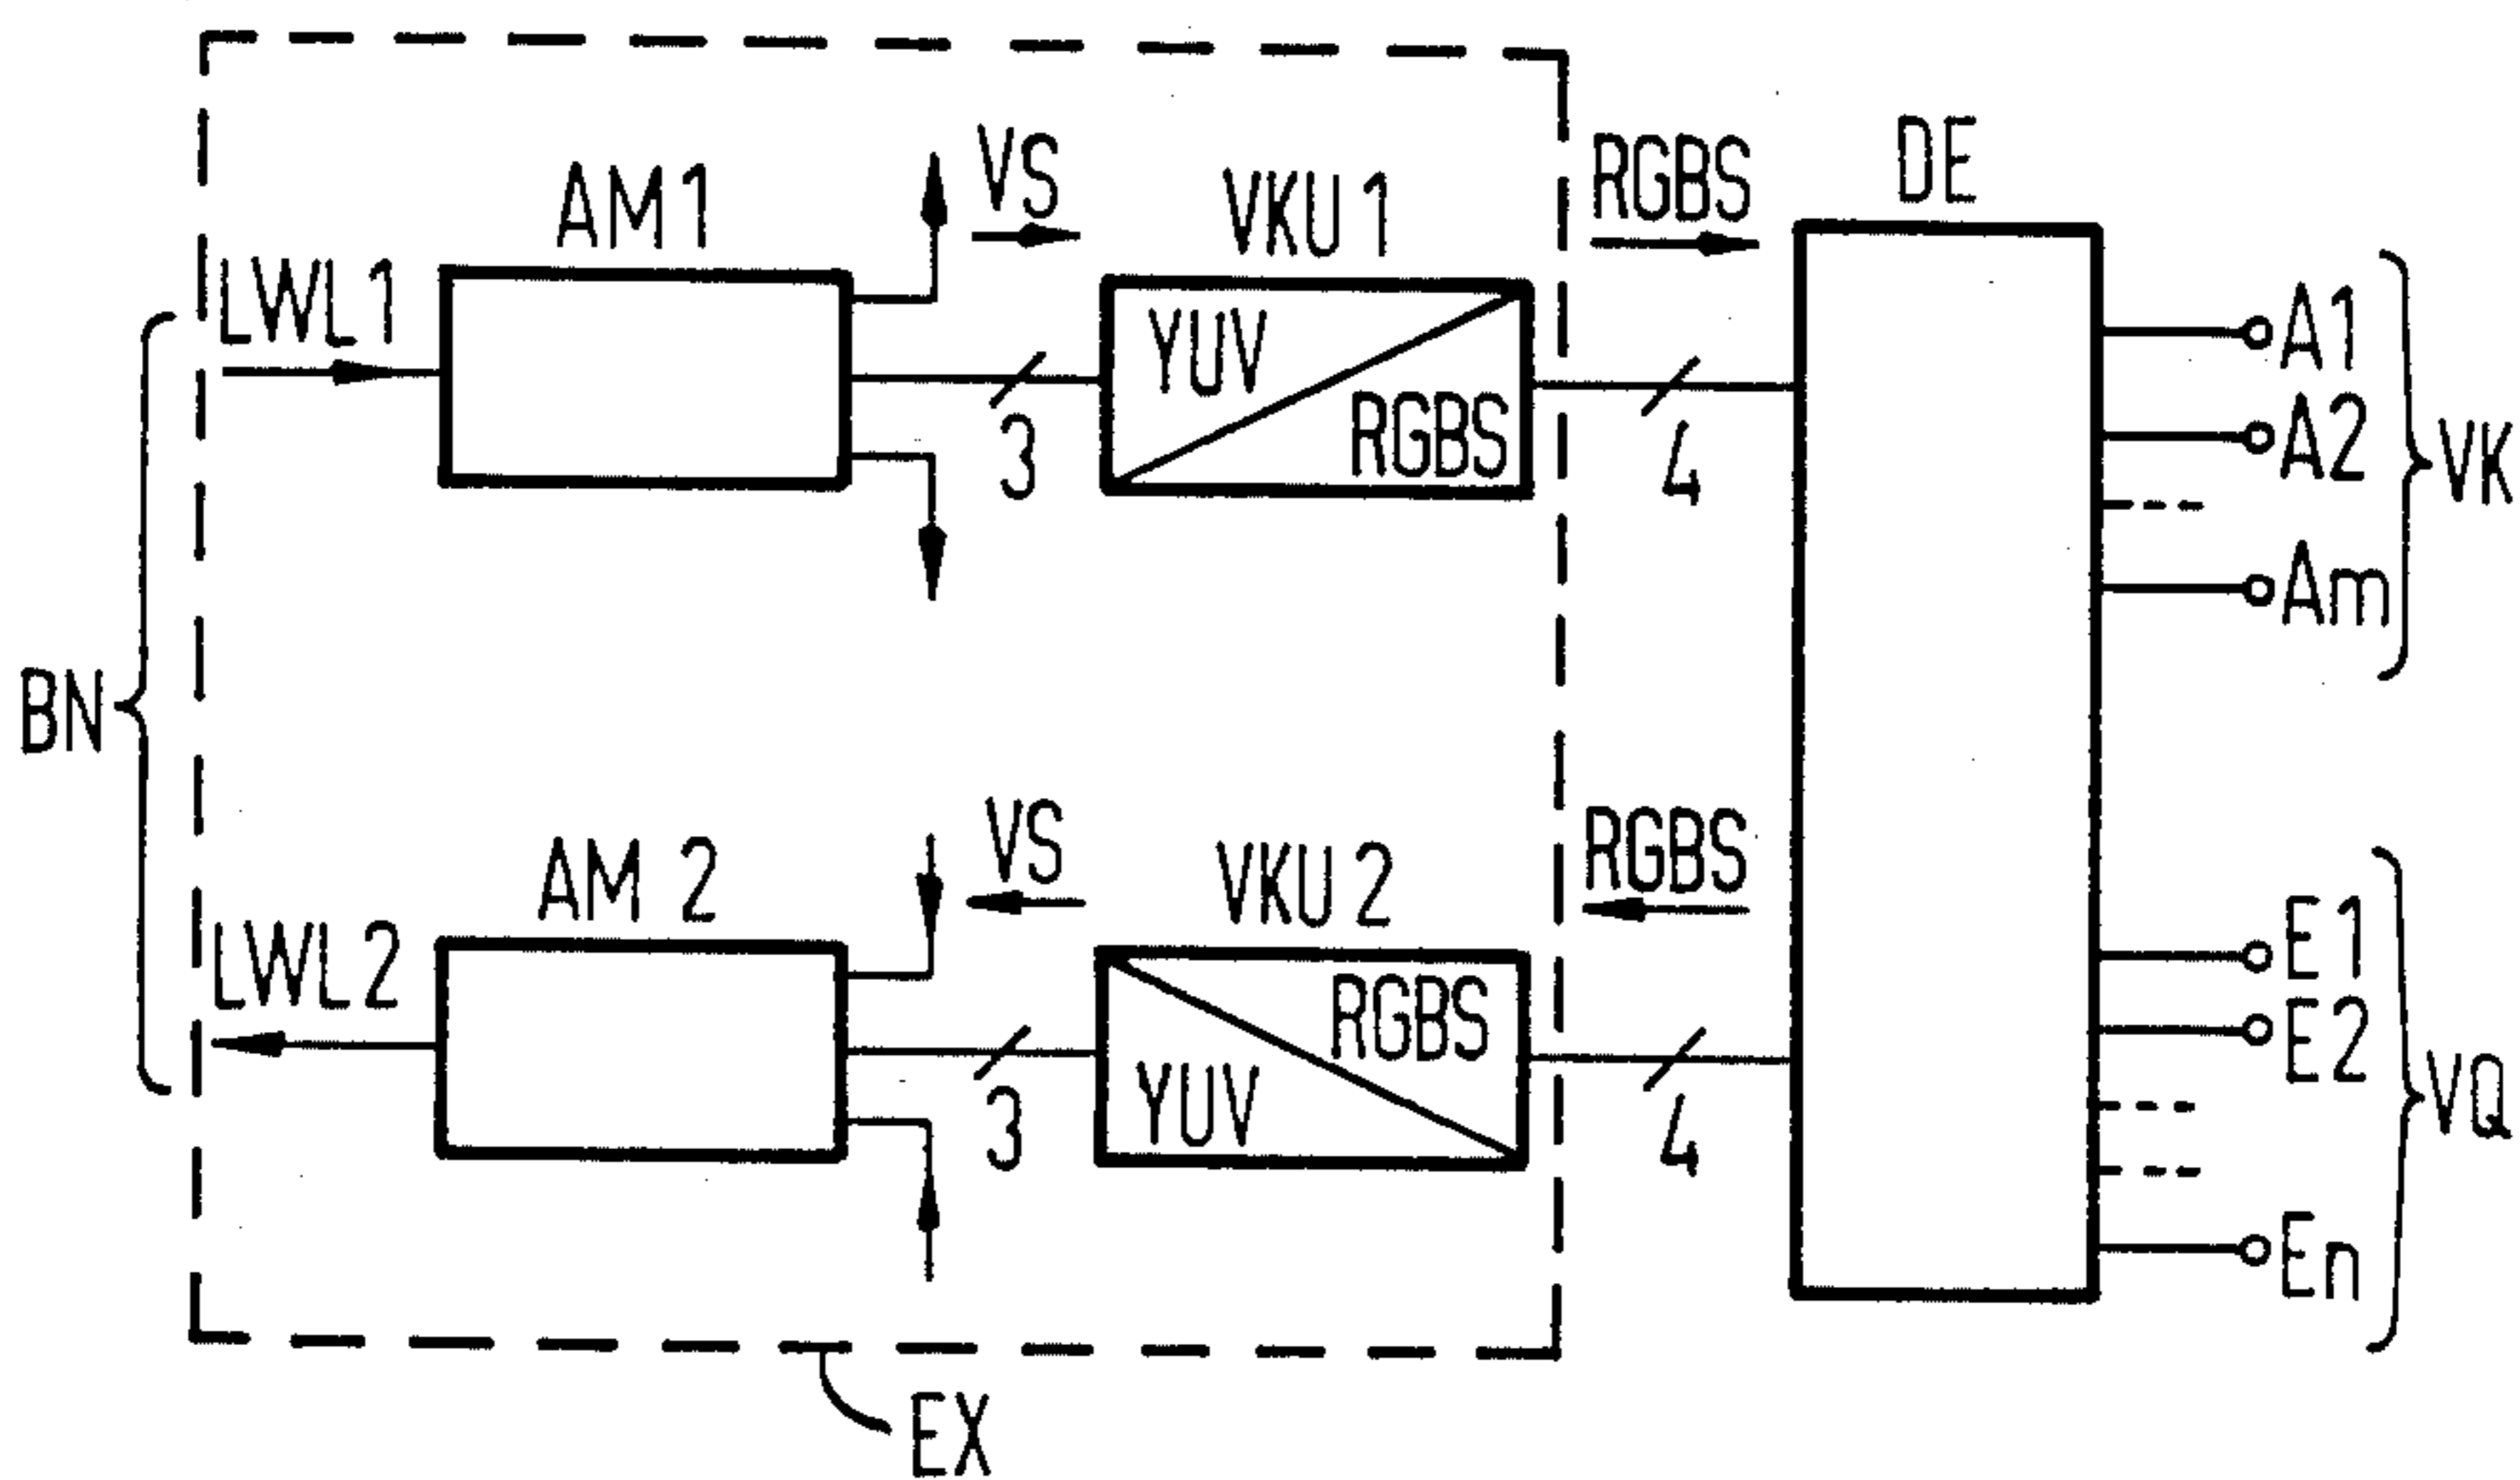 BN
LWL1
AM1
VS
3
VKU 1
YUV
RGBS
RGBS
4
DE
A1
A2
Am
VK
LWL2
AM 2
VS
3
VKU 2
RGBS
YUV
RGBS
4
E1
E2
En
VQ
EX